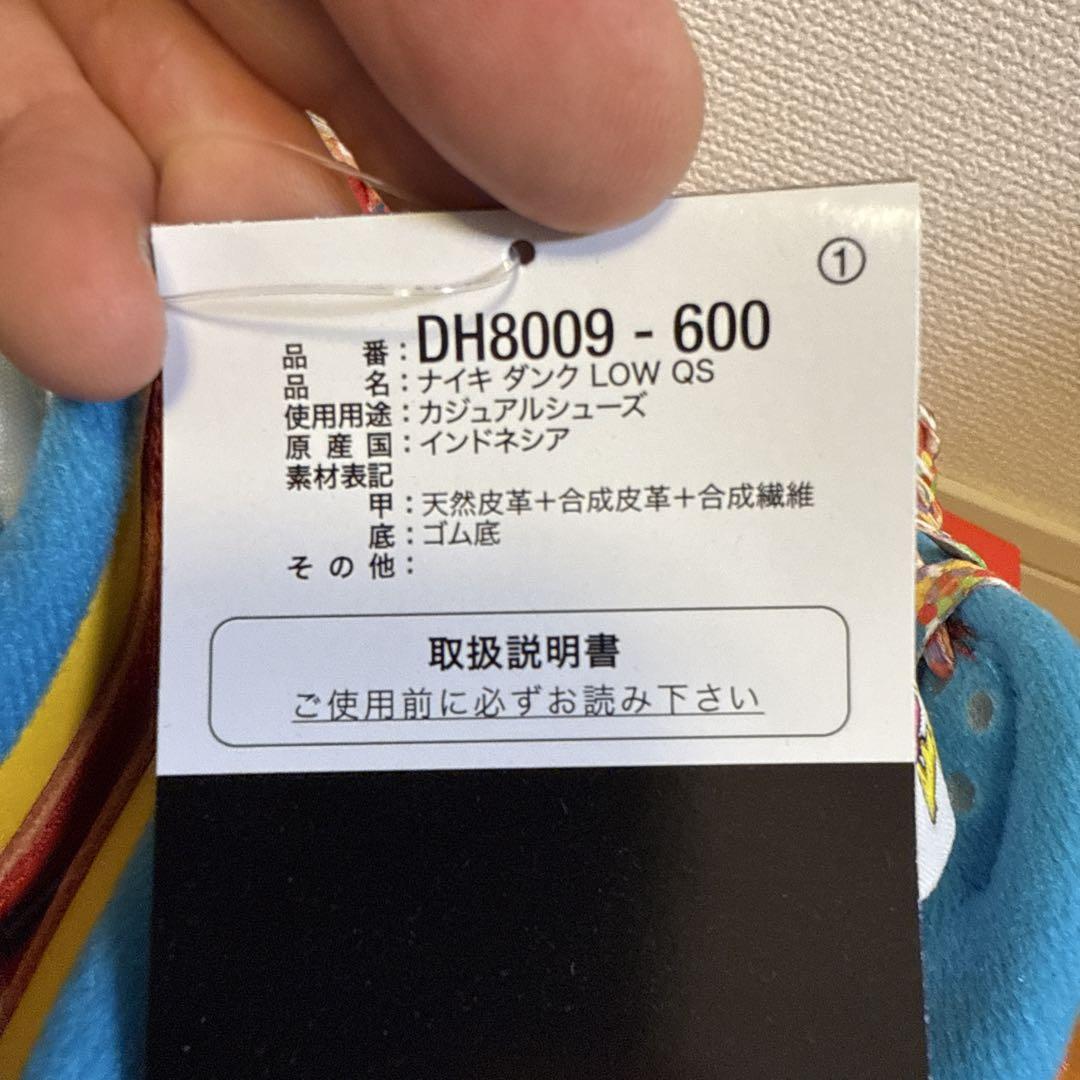 ①
品 番：DH8009 - 600
品 名：ナイキ ダンク LOW QS
使用用途：カジュアルシューズ
原 産 国：インドネシア
素材表記
甲：天然皮革＋合成皮革＋合成繊維
底：ゴム底
そ の 他：
取扱説明書
ご使用前に必ずお読み下さい